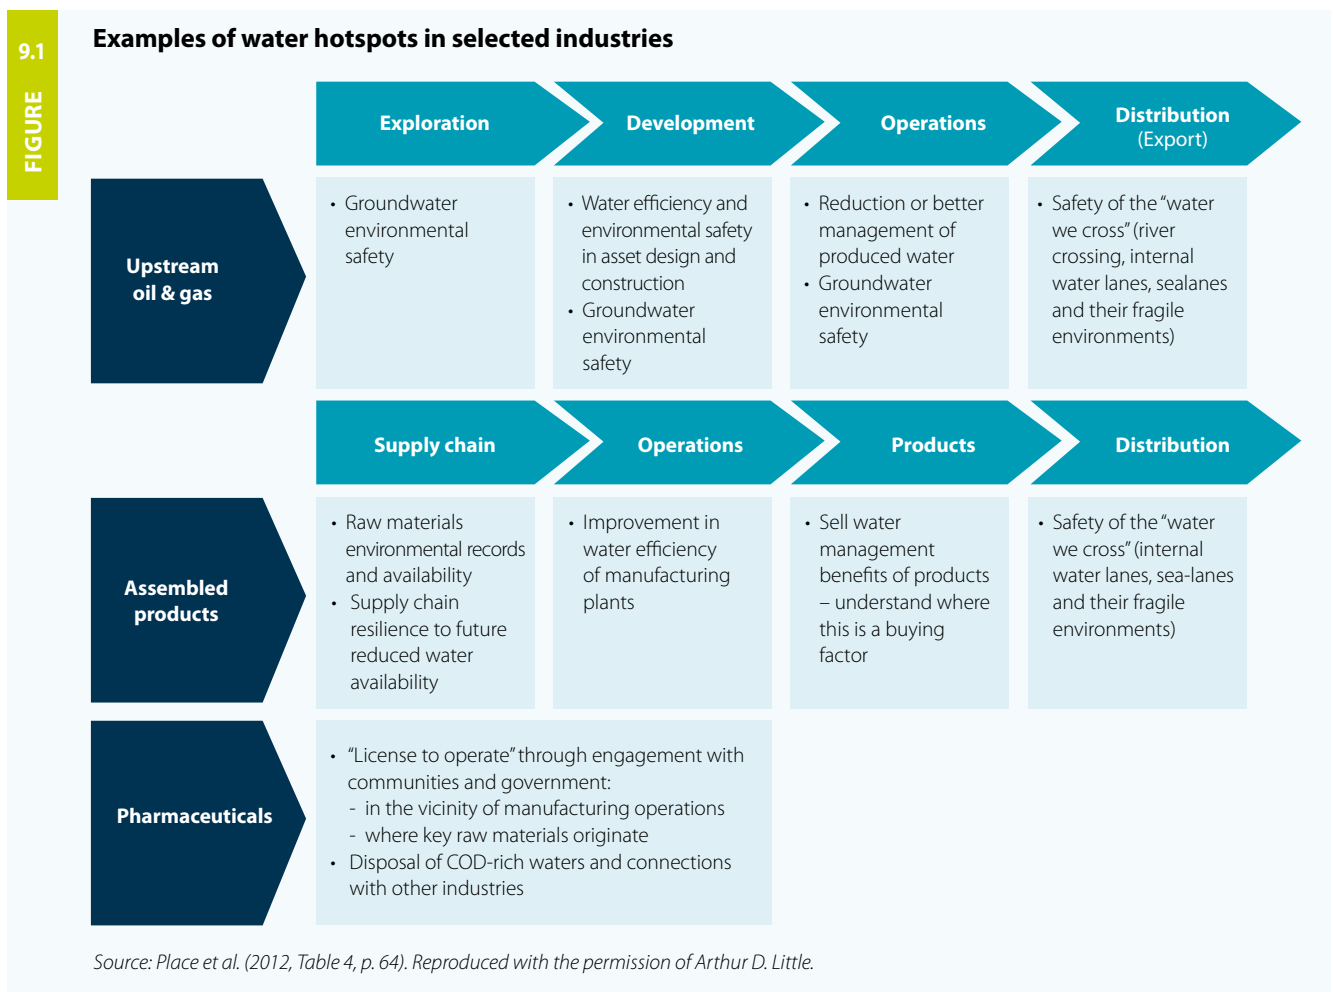 9.1
FIGURE
Examples of water hotspots in selected industries
Exploration
Development
Operations
Distribution
(Export)
Upstream
oil & gas
• Groundwater
environmental
safety
• Water efficiency and
environmental safety
in asset design and
construction
• Groundwater
environmental
safety
• Reduction or better
management of
produced water
• Groundwater
environmental
safety
• Safety of the “water
we cross” (river
crossing, internal
water lanes, sealanes
and their fragile
environments)
Supply chain
Operations
Products
Distribution
Assembled
products
• Raw materials
environmental records
and availability
• Supply chain
resilience to future
reduced water
availability
• Improvement in
water efficiency
of manufacturing
plants
• Sell water
management
benefits of products
– understand where
this is a buying
factor
• Safety of the “water
we cross” (internal
water lanes, sea-lanes
and their fragile
environments)
Pharmaceuticals
• “License to operate” through engagement with
communities and government:
- in the vicinity of manufacturing operations
- where key raw materials originate
• Disposal of COD-rich waters and connections
with other industries
Source: Place et al. (2012, Table 4, p. 64). Reproduced with the permission of Arthur D. Little.